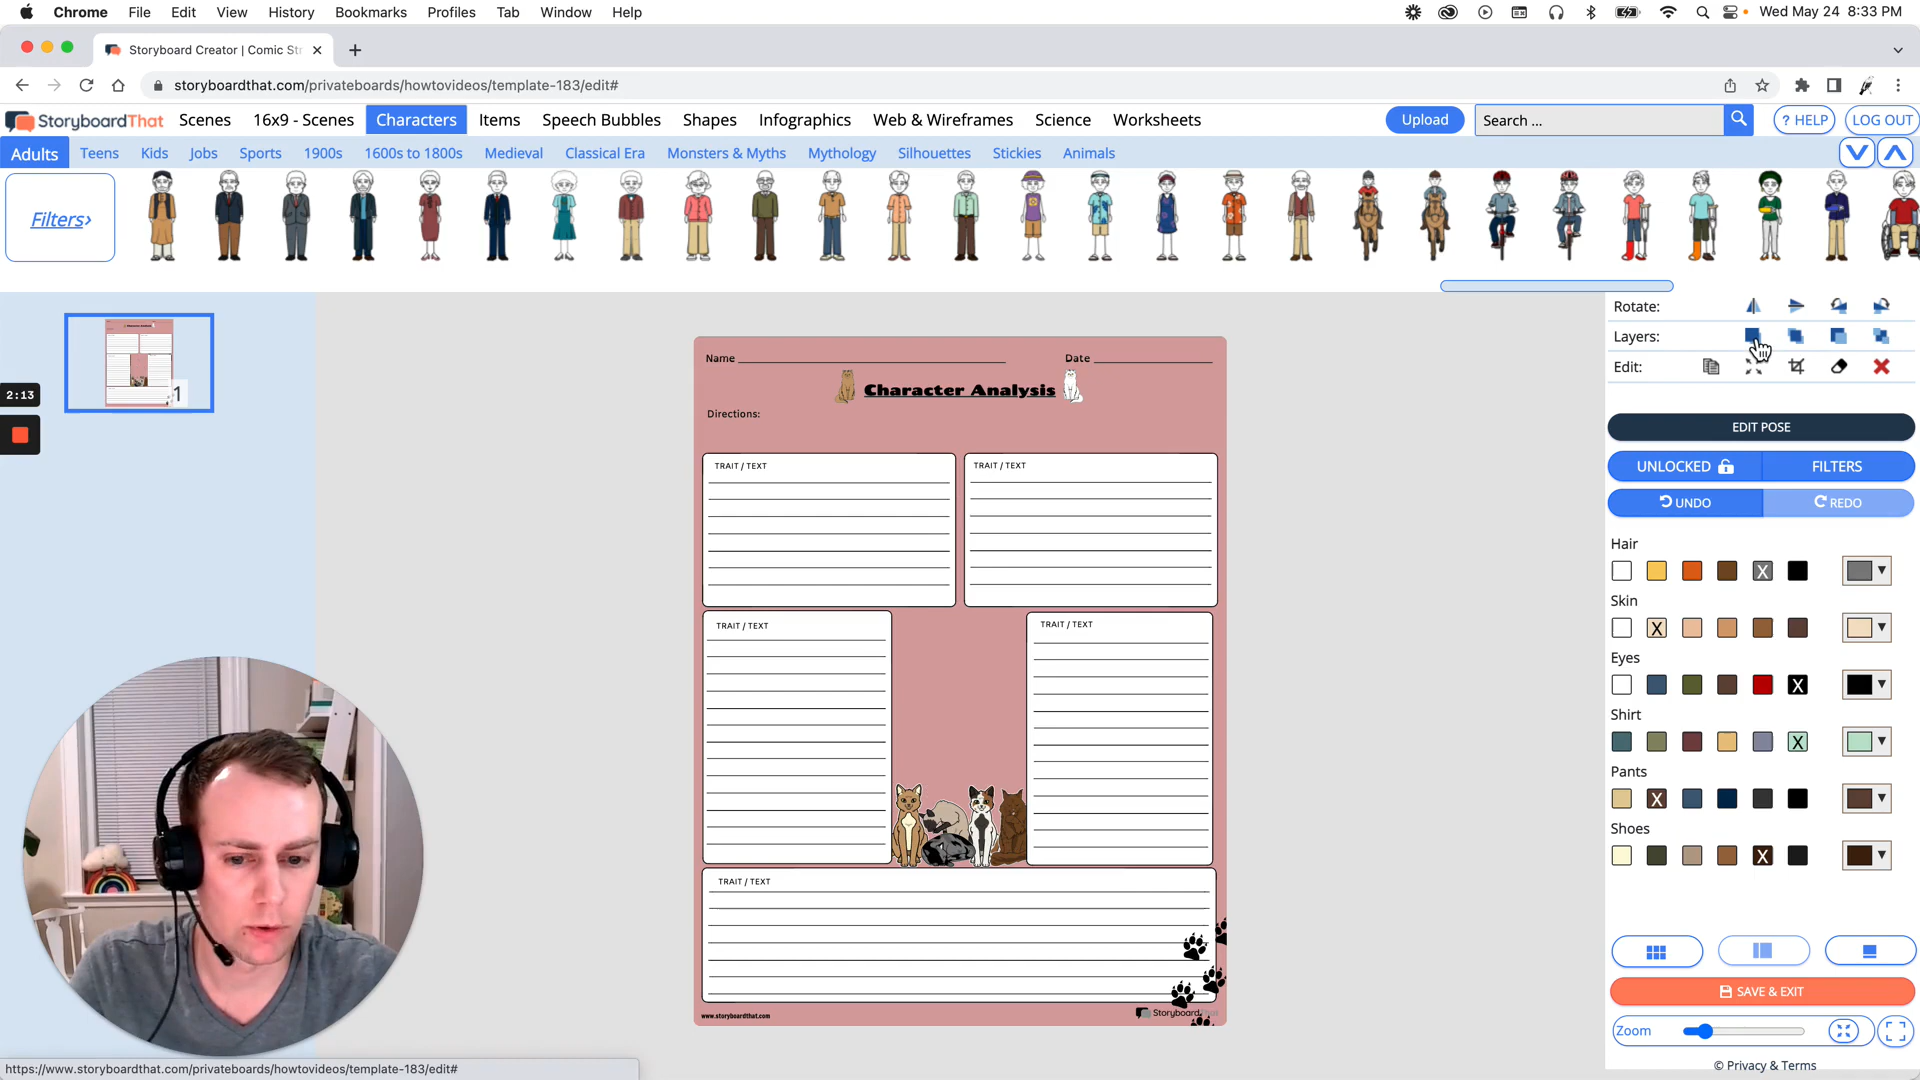 Chrome File Edit View History Bookmarks Profiles Tab Window Help Wed May 24 8:33 PM
Storyboard Creator | Comic St
storyboardthat.com/privateboards/howtovideos/template-183/edit#
StoryboardThat Scenes 16x9 - Scenes Characters Items Speech Bubbles Shapes Infographics Web & Wireframes Science Worksheets Upload Search ... ? HELP LOG OUT
Adults Teens Kids Jobs Sports 1900s 1600s to 1800s Medieval Classical Era Monsters & Myths Mythology Silhouettes Stickies Animals
Filters›
Rotate:
Layers:
Edit:
EDIT POSE
UNLOCKED FILTERS
UNDO REDO
Hair
X
Skin
X
Eyes
X
Shirt
X
Pants
X
Shoes
X
SAVE & EXIT
Zoom
© Privacy & Terms
2:13
1
Name Date
Character Analysis
Directions:
TRAIT / TEXT TRAIT / TEXT
TRAIT / TEXT TRAIT / TEXT
TRAIT / TEXT
www.storyboardthat.com Storyboard
https://www.storyboardthat.com/privateboards/howtovideos/template-183/edit#